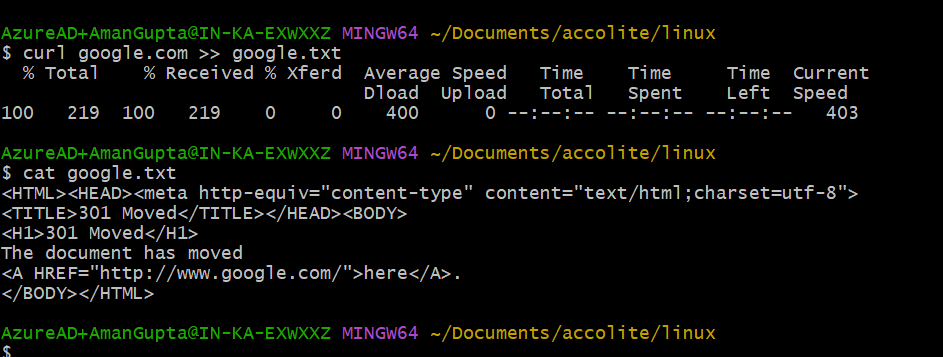 AzureAD+AmanGupta@IN-KA-EXWXXZ MINGW64 ~/Documents/accolite/linux
$ curl google.com >> google.txt
  % Total    % Received % Xferd  Average Speed   Time    Time     Time  Current
                                 Dload  Upload   Total   Spent    Left  Speed
100   219  100   219    0     0    400      0 --:--:-- --:--:-- --:--:--   403
AzureAD+AmanGupta@IN-KA-EXWXXZ MINGW64 ~/Documents/accolite/linux
$ cat google.txt
<HTML><HEAD><meta http-equiv="content-type" content="text/html;charset=utf-8">
<TITLE>301 Moved</TITLE></HEAD><BODY>
<H1>301 Moved</H1>
The document has moved
<A HREF="http://www.google.com/">here</A>.
</BODY></HTML>
AzureAD+AmanGupta@IN-KA-EXWXXZ MINGW64 ~/Documents/accolite/linux
$